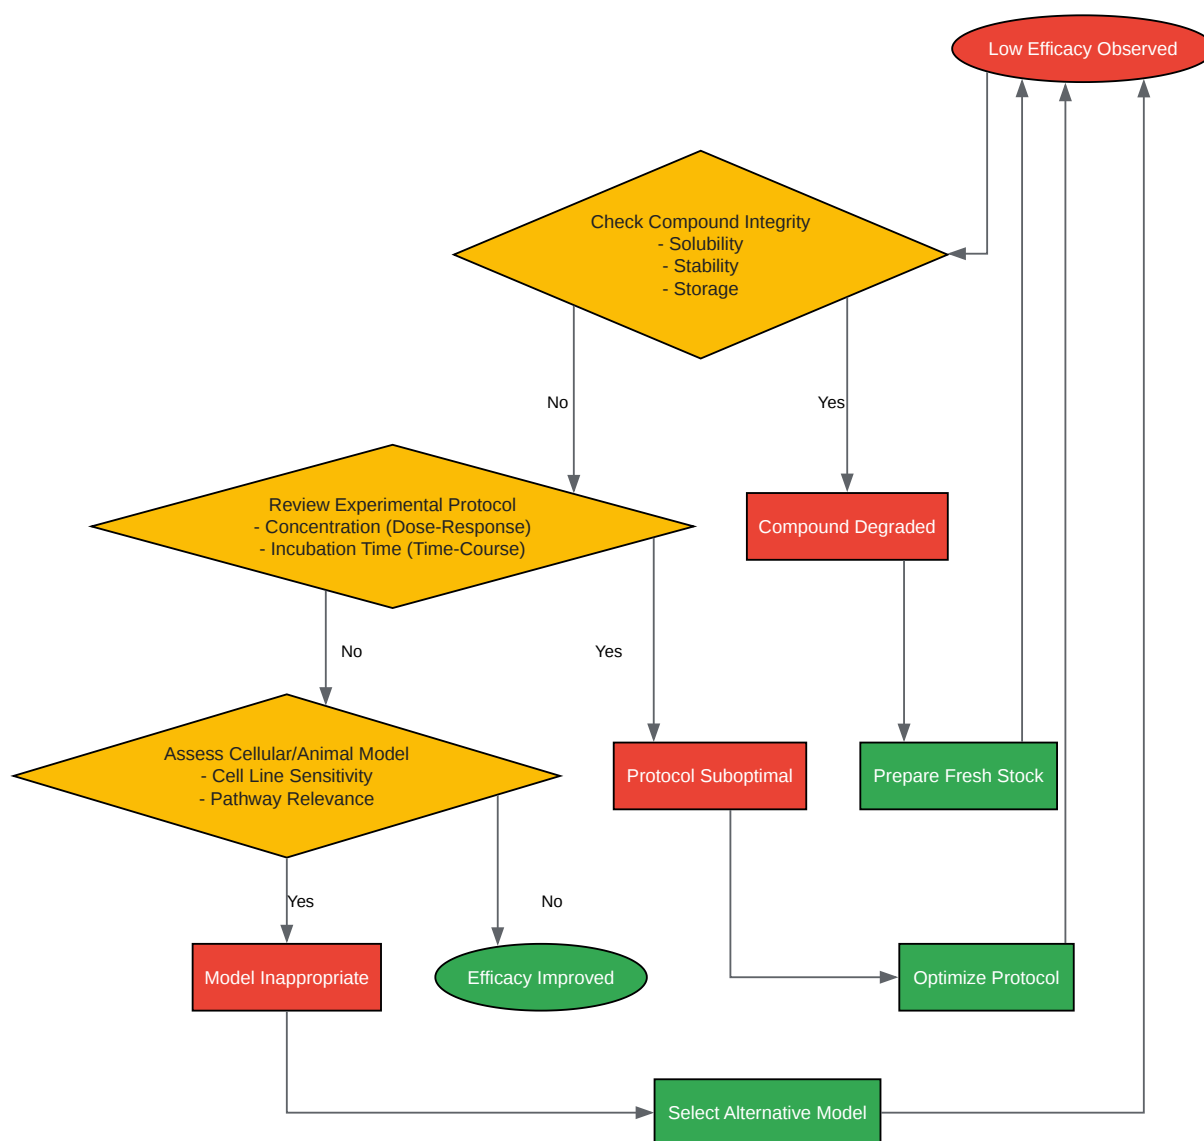 Low Efficacy Observed
Check Compound Integrity
- Solubility
- Stability
- Storage
No
Yes
Review Experimental Protocol
- Concentration (Dose-Response)
- Incubation Time (Time-Course)
Compound Degraded
No
Yes
Assess Cellular/Animal Model
- Cell Line Sensitivity
- Pathway Relevance
Protocol Suboptimal
Prepare Fresh Stock
Yes
No
Model Inappropriate
Efficacy Improved
Optimize Protocol
Select Alternative Model